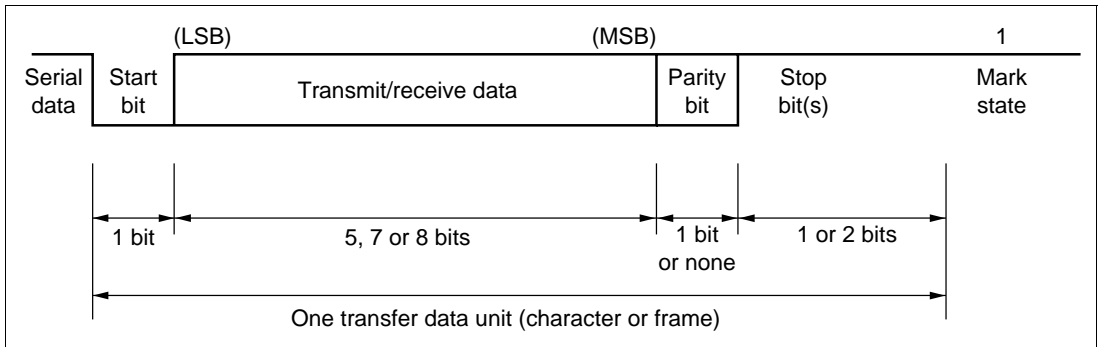 (LSB) (MSB) 1
Serial data
Start bit
Transmit/receive data
Parity bit
Stop bit(s)
Mark state
1 bit
5, 7 or 8 bits
1 bit or none
1 or 2 bits
One transfer data unit (character or frame)